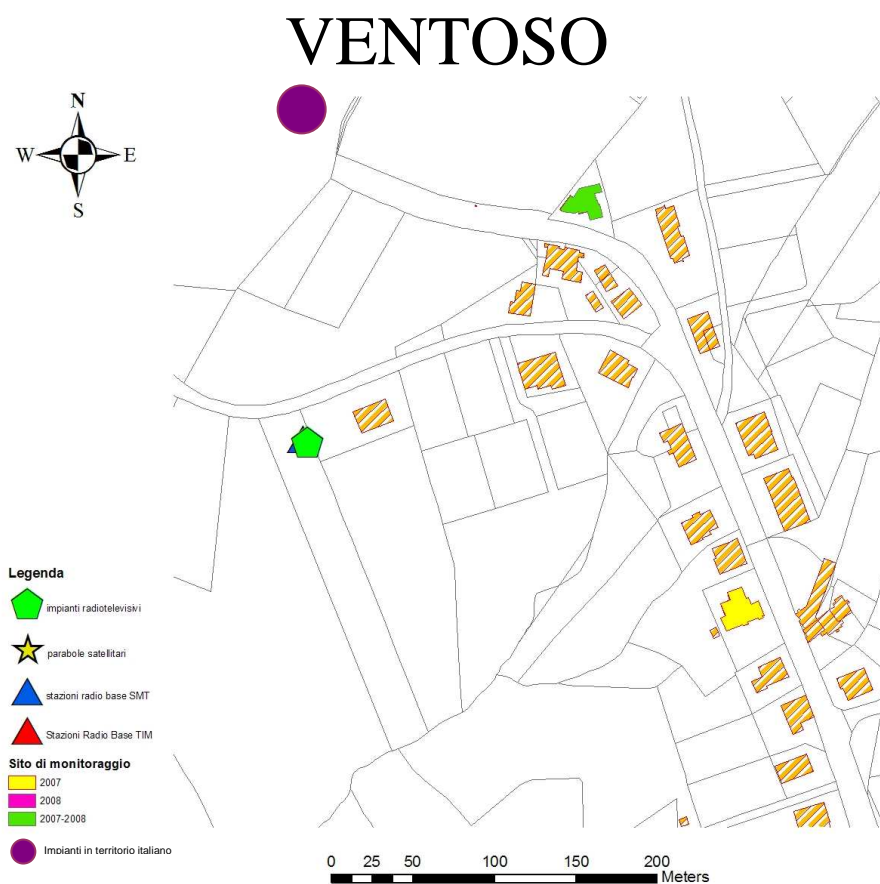 VENTOSO
N
W E
S
Legenda
impianti radiotelevisivi
parabole satellitari
stazioni radio base SMT
Stazioni Radio Base TIM
Sito di monitoraggio
2007
2008
2007-2008
Impianti in territorio italiano
0 25 50 100 150 200
Meters